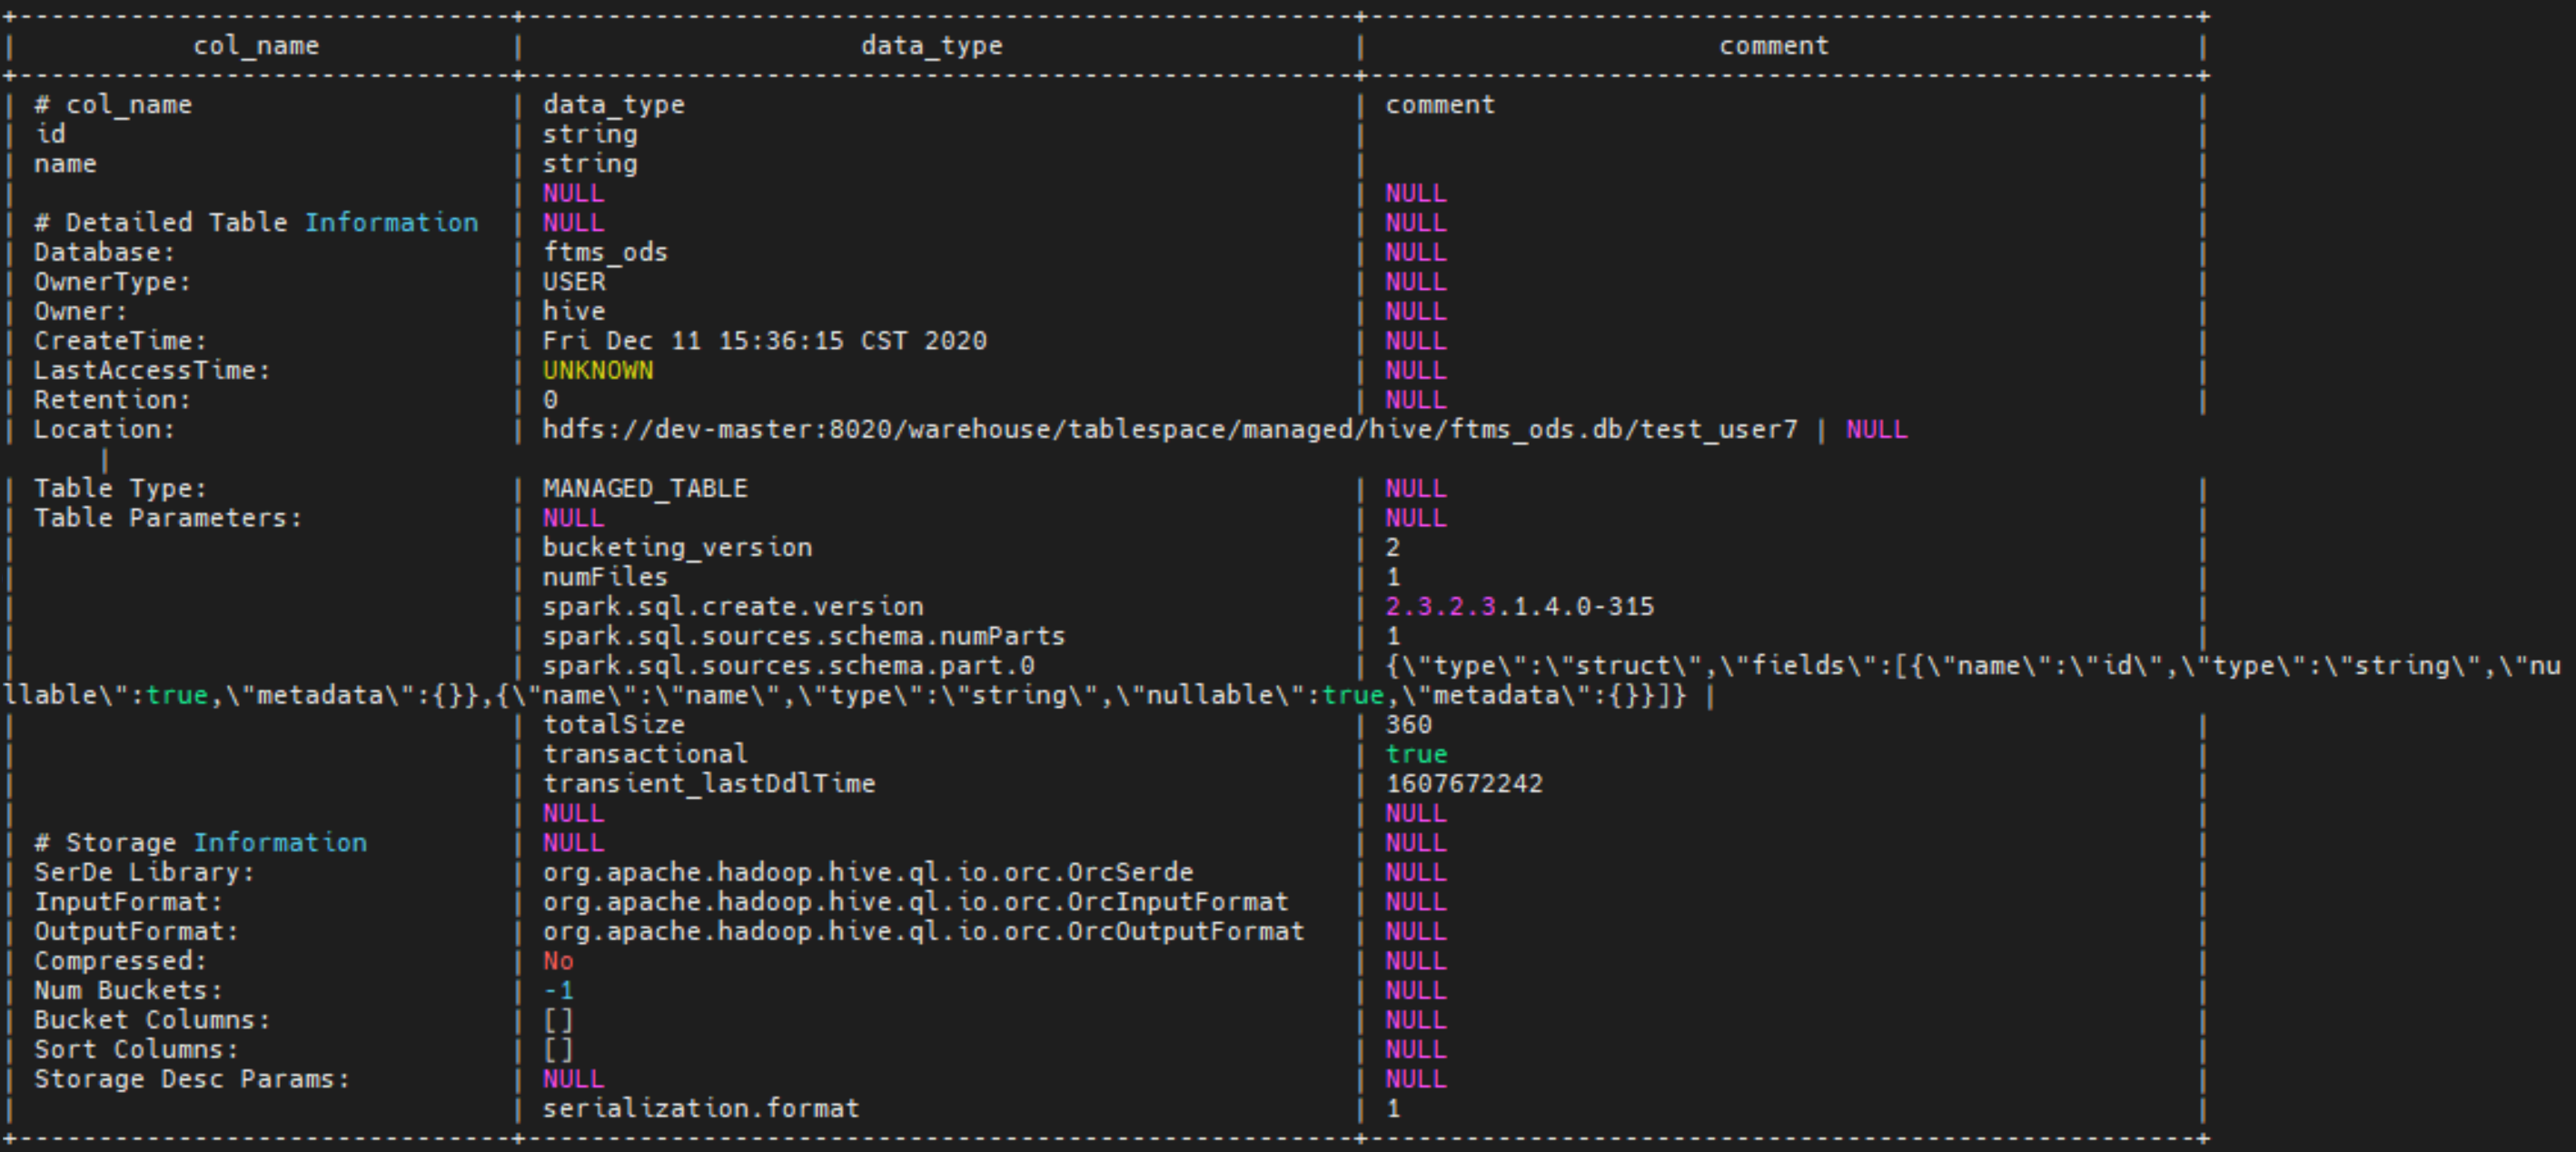 +-------------------------------+-----------------------------------------------------+-----------------------------------------------------+
|           col_name            |                      data_type                      |                       comment                       |
+-------------------------------+-----------------------------------------------------+-----------------------------------------------------+
| # col_name                    | data_type                                           | comment                                             |
| id                            | string                                              |                                                     |
| name                          | string                                              |                                                     |
|                               | NULL                                                | NULL                                                |
| # Detailed Table Information  | NULL                                                | NULL                                                |
| Database:                     | ftms_ods                                            | NULL                                                |
| OwnerType:                    | USER                                                | NULL                                                |
| Owner:                        | hive                                                | NULL                                                |
| CreateTime:                   | Fri Dec 11 15:36:15 CST 2020                        | NULL                                                |
| LastAccessTime:               | UNKNOWN                                             | NULL                                                |
| Retention:                    | 0                                                   | NULL                                                |
| Location:                     | hdfs://dev-master:8020/warehouse/tablespace/managed/hive/ftms_ods.db/test_user7 | NULL
      |
| Table Type:                   | MANAGED_TABLE                                       | NULL                                                |
| Table Parameters:             | NULL                                                | NULL                                                |
|                               | bucketing_version                                   | 2                                                   |
|                               | numFiles                                            | 1                                                   |
|                               | spark.sql.create.version                            | 2.3.2.3.1.4.0-315                                   |
|                               | spark.sql.sources.schema.numParts                   | 1                                                   |
|                               | spark.sql.sources.schema.part.0                     | {\"type\":\"struct\",\"fields\":[{\"name\":\"id\",\"type\":\"string\",\"nu
llable\":true,\"metadata\":{}},{\"name\":\"name\",\"type\":\"string\",\"nullable\":true,\"metadata\":{}}]} |
|                               | totalSize                                           | 360                                                 |
|                               | transactional                                       | true                                                |
|                               | transient_lastDdlTime                               | 1607672242                                          |
|                               | NULL                                                | NULL                                                |
| # Storage Information         | NULL                                                | NULL                                                |
| SerDe Library:                | org.apache.hadoop.hive.ql.io.orc.OrcSerde           | NULL                                                |
| InputFormat:                  | org.apache.hadoop.hive.ql.io.orc.OrcInputFormat     | NULL                                                |
| OutputFormat:                 | org.apache.hadoop.hive.ql.io.orc.OrcOutputFormat    | NULL                                                |
| Compressed:                   | No                                                  | NULL                                                |
| Num Buckets:                  | -1                                                  | NULL                                                |
| Bucket Columns:               | []                                                  | NULL                                                |
| Sort Columns:                 | []                                                  | NULL                                                |
| Storage Desc Params:          | NULL                                                | NULL                                                |
|                               | serialization.format                                | 1                                                   |
+-------------------------------+-----------------------------------------------------+-----------------------------------------------------+